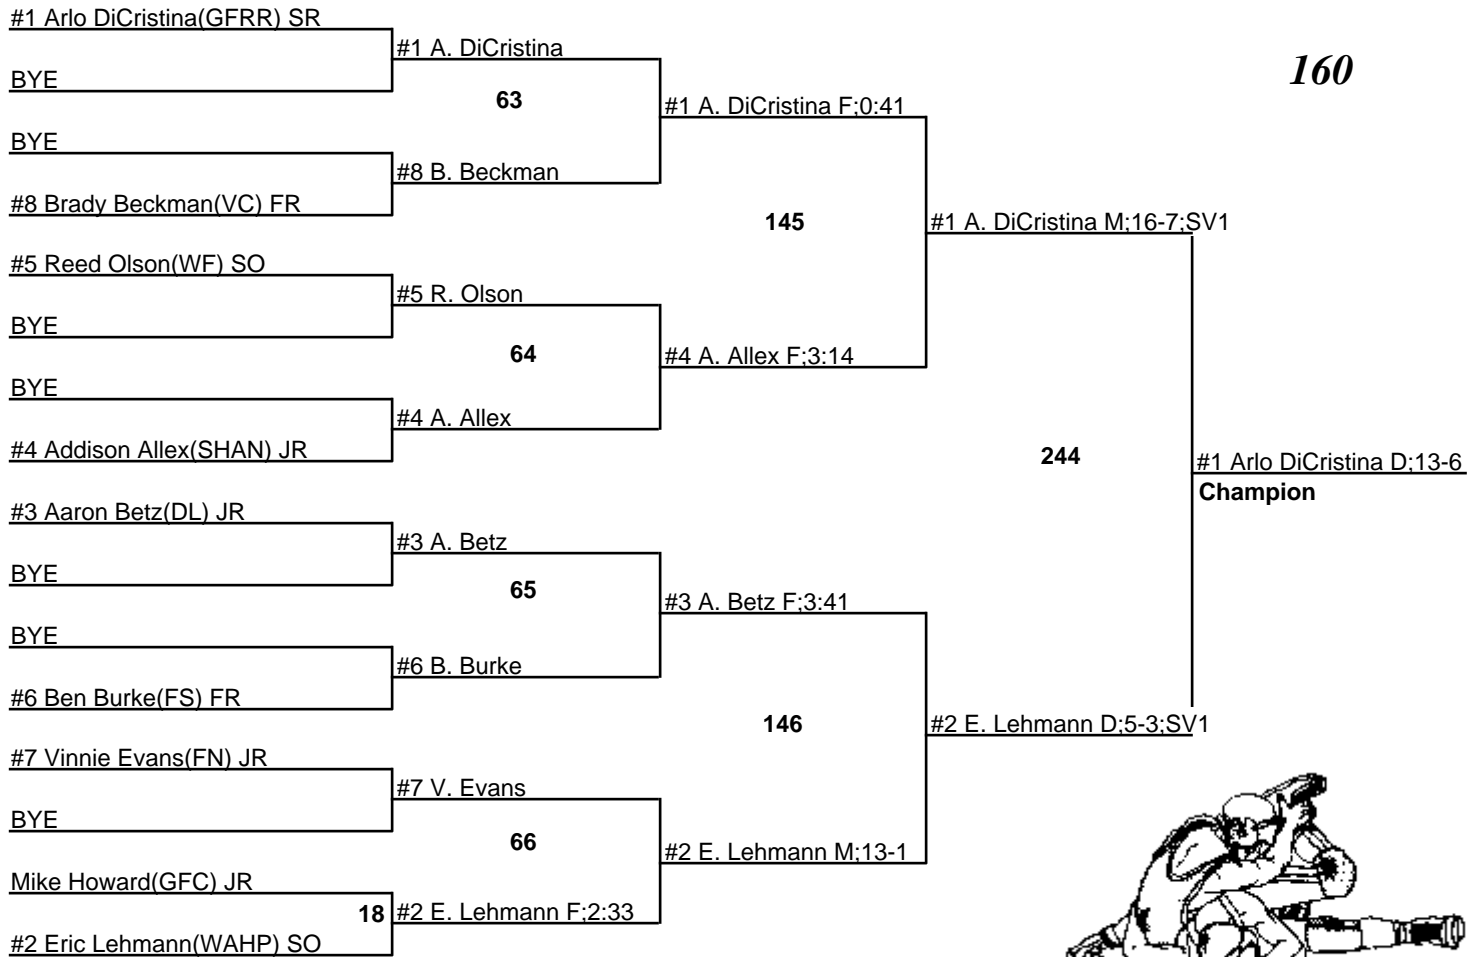 #1 Arlo DiCristina(GFRR) SR
#1 A. DiCristina
160
BYE
63
#1 A. DiCristina F;0:41
BYE
#8 B. Beckman
#8 Brady Beckman(VC) FR
145
#1 A. DiCristina M;16-7;SV1
#5 Reed Olson(WF) SO
#5 R. Olson
BYE
64
#4 A. Allex F;3:14
BYE
#4 A. Allex
#4 Addison Allex(SHAN) JR
244
#1 Arlo DiCristina D;13-6
Champion
#3 Aaron Betz(DL) JR
#3 A. Betz
BYE
65
#3 A. Betz F;3:41
BYE
#6 B. Burke
#6 Ben Burke(FS) FR
146
#2 E. Lehmann D;5-3;SV1
#7 Vinnie Evans(FN) JR
#7 V. Evans
BYE
66
#2 E. Lehmann M;13-1
Mike Howard(GFC) JR
18
#2 E. Lehmann F;2:33
#2 Eric Lehmann(WAHP) SO